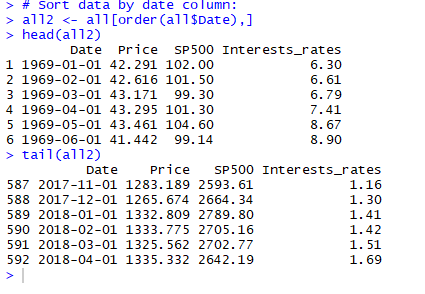 > # Sort data by date column:
> all2 <- all[order(all$Date),]
> head(all2)
        Date  Price  SP500 Interests_rates
1 1969-01-01 42.291 102.00            6.30
2 1969-02-01 42.616 101.50            6.61
3 1969-03-01 43.171  99.30            6.79
4 1969-04-01 43.295 101.30            7.41
5 1969-05-01 43.461 104.60            8.67
6 1969-06-01 41.442  99.14            8.90
> tail(all2)
          Date    Price   SP500 Interests_rates
587 2017-11-01 1283.189 2593.61            1.16
588 2017-12-01 1265.674 2664.34            1.30
589 2018-01-01 1332.809 2789.80            1.41
590 2018-02-01 1333.775 2705.16            1.42
591 2018-03-01 1325.562 2702.77            1.51
592 2018-04-01 1335.332 2642.19            1.69
>